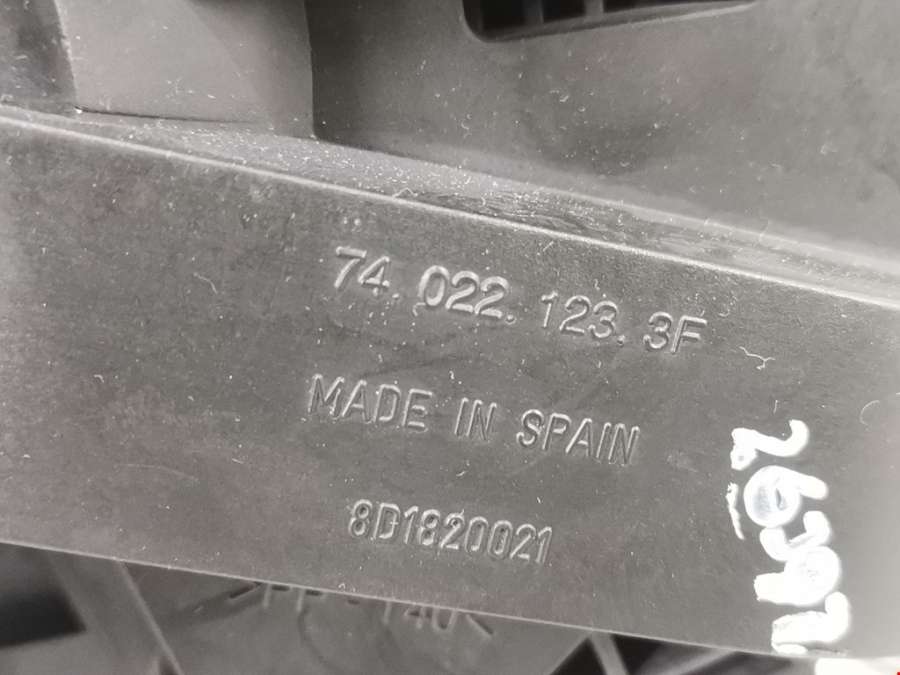 74.022.123.3F
MADE IN SPAIN
8D1820021